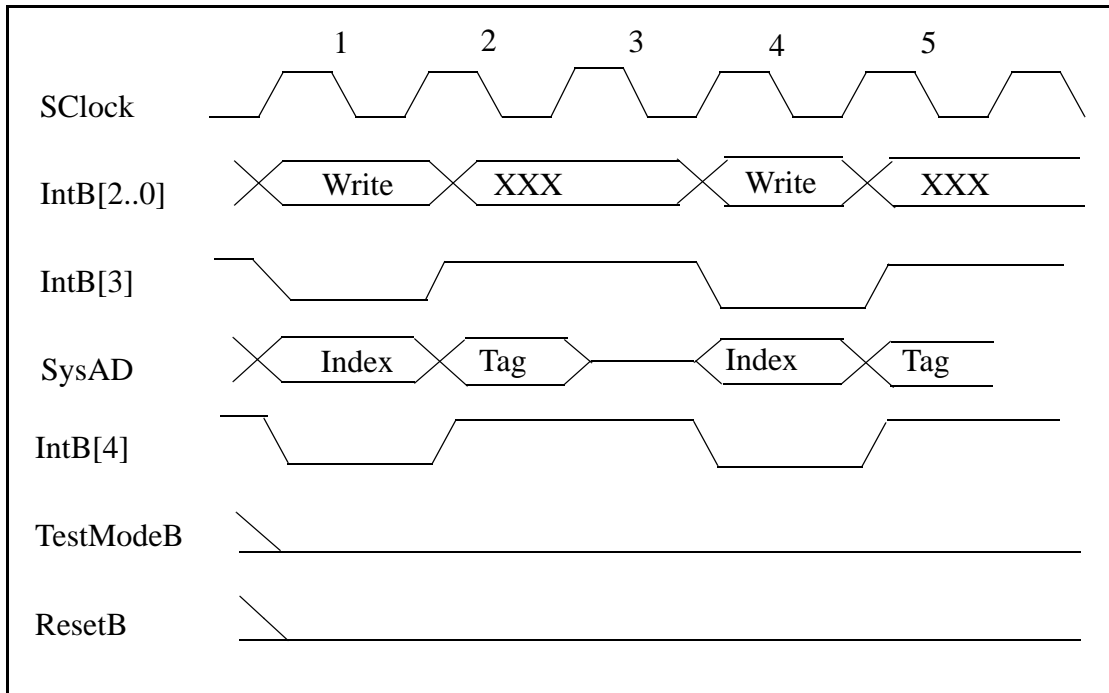 1 2 3 4 5
SClock
IntB[2..0] Write XXX Write XXX
IntB[3]
SysAD Index Tag Index Tag
IntB[4]
TestModeB
ResetB